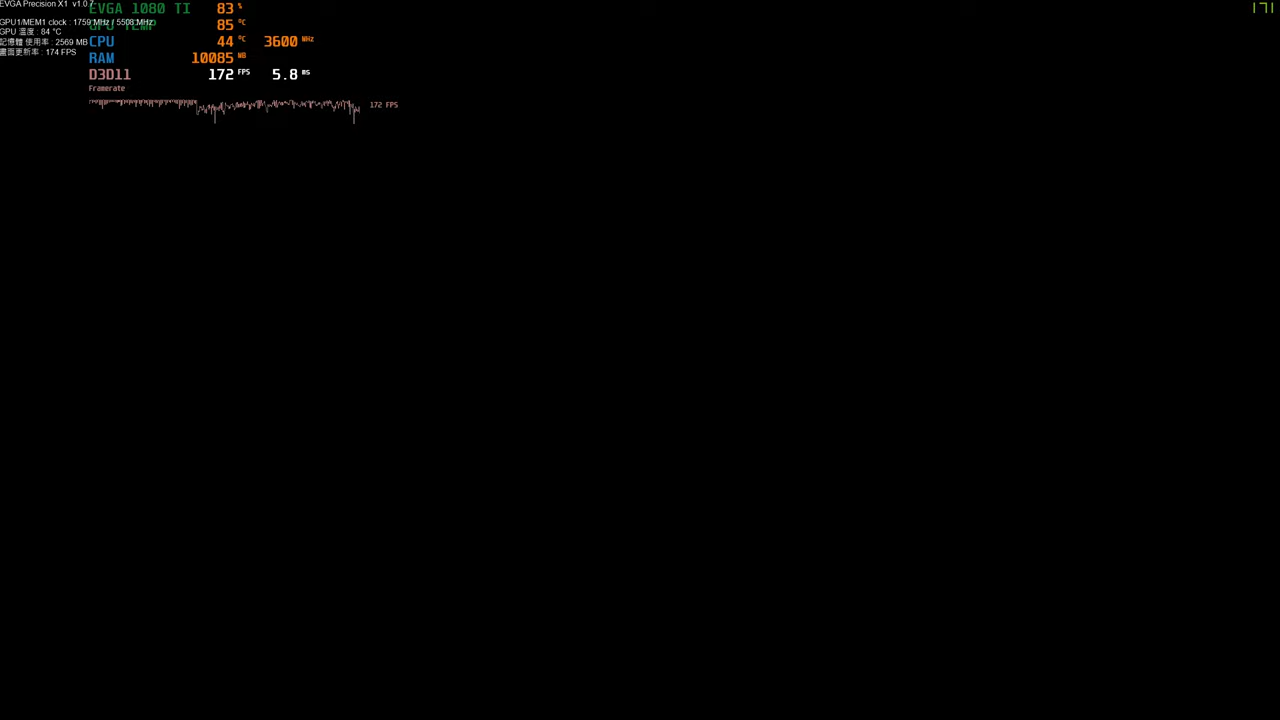 EVGA Precision X1 v1.0.7
GPU1/MEM1 clock : 1759 MHz / 5508 MHz
GPU 溫度 : 84 °C
記憶體 使用率 : 2569 MB
畫面更新率 : 174 FPS
EVGA 1080 TI 83 %
GPU TEMP 85 °C
CPU 44 °C 3600 MHz
RAM 10085 MB
D3D11 172 FPS 5.8 ms
Framerate
172 FPS
171